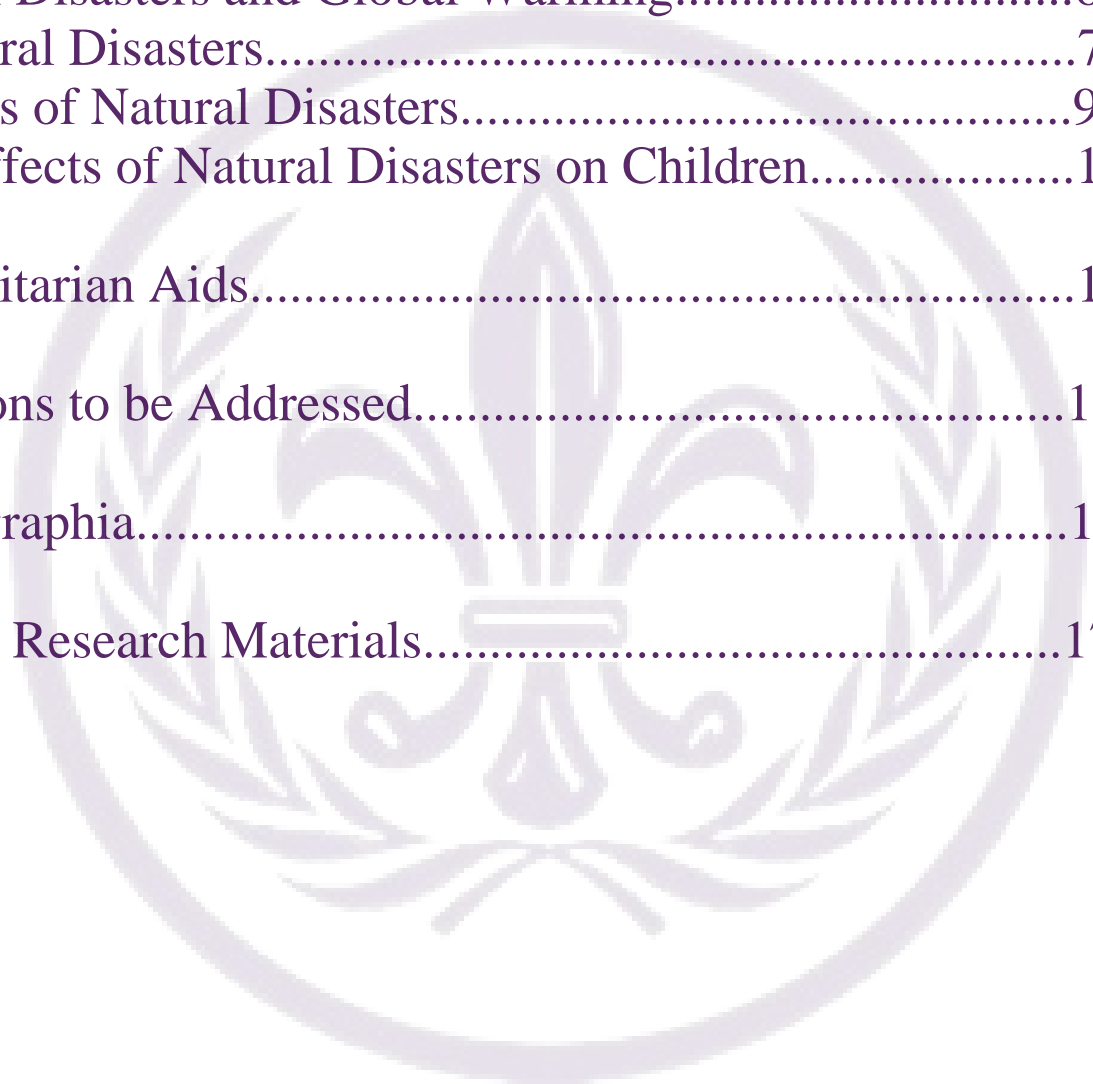 Disasters and Global Warming...............................
ral Disasters....................................................7
s of Natural Disasters.......................................9
ffects of Natural Disasters on Children.................1
itarian Aids.....................................................1
ons to be Addressed..........................................1
raphia............................................................1
Research Materials.........................................17